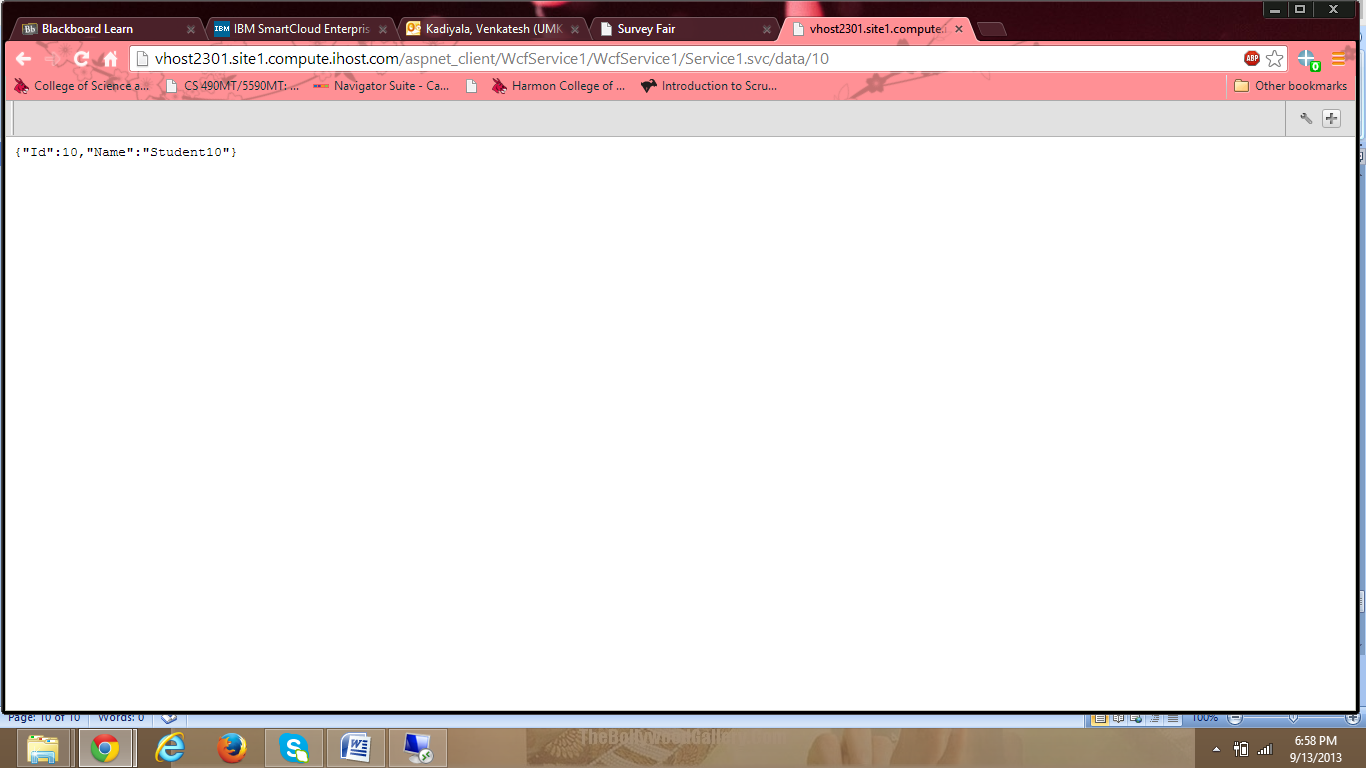 Blackboard Learn
IBM SmartCloud Enterpris
Kadiyala, Venkatesh (UMK
Survey Fair
vhost2301.site1.compute.i
vhost2301.site1.compute.ihost.com/aspnet_client/WcfService1/WcfService1/Service1.svc/data/10
ABP
0
College of Science a...
CS 490MT/5590MT: ...
Navigator Suite - Ca...
Harmon College of ...
Introduction to Scru...
Other bookmarks
{"Id":10,"Name":"Student10"}
Page: 10 of 10
Words: 0
100%
6:58 PM
9/13/2013